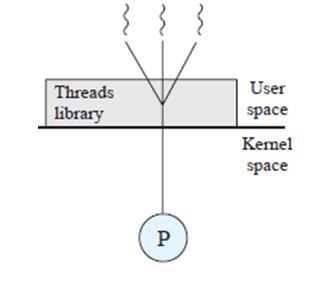 Threads
library
User
space
Kernel
space
P